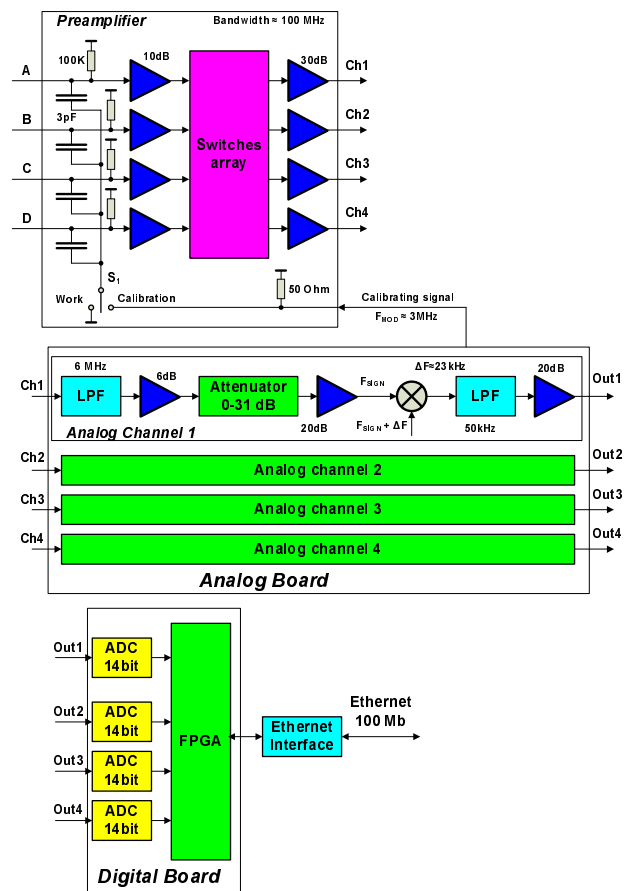 Preamplifier
Bandwidth ≈ 100 MHz
100K
10dB
30dB
A
Ch1
B
3pF
Ch2
Switches
array
C
Ch3
D
Ch4
S1
Work
Calibration
50 Ohm
Calibrating signal
FMOD ≈ 3MHz
6 MHz
6dB
ΔF≈23kHz
20dB
Ch1
LPF
Attenuator
0-31 dB
FSIGN
LPF
Out1
20dB
FSIGN + ΔF
50kHz
Analog Channel 1
Ch2
Analog channel 2
Out2
Ch3
Analog channel 3
Out3
Ch4
Analog channel 4
Out4
Analog Board
Out1
ADC
14bit
Out2
ADC
14bit
FPGA
Ethernet
Interface
Ethernet
100 Mb
Out3
ADC
14bit
Out4
ADC
14bit
Digital Board